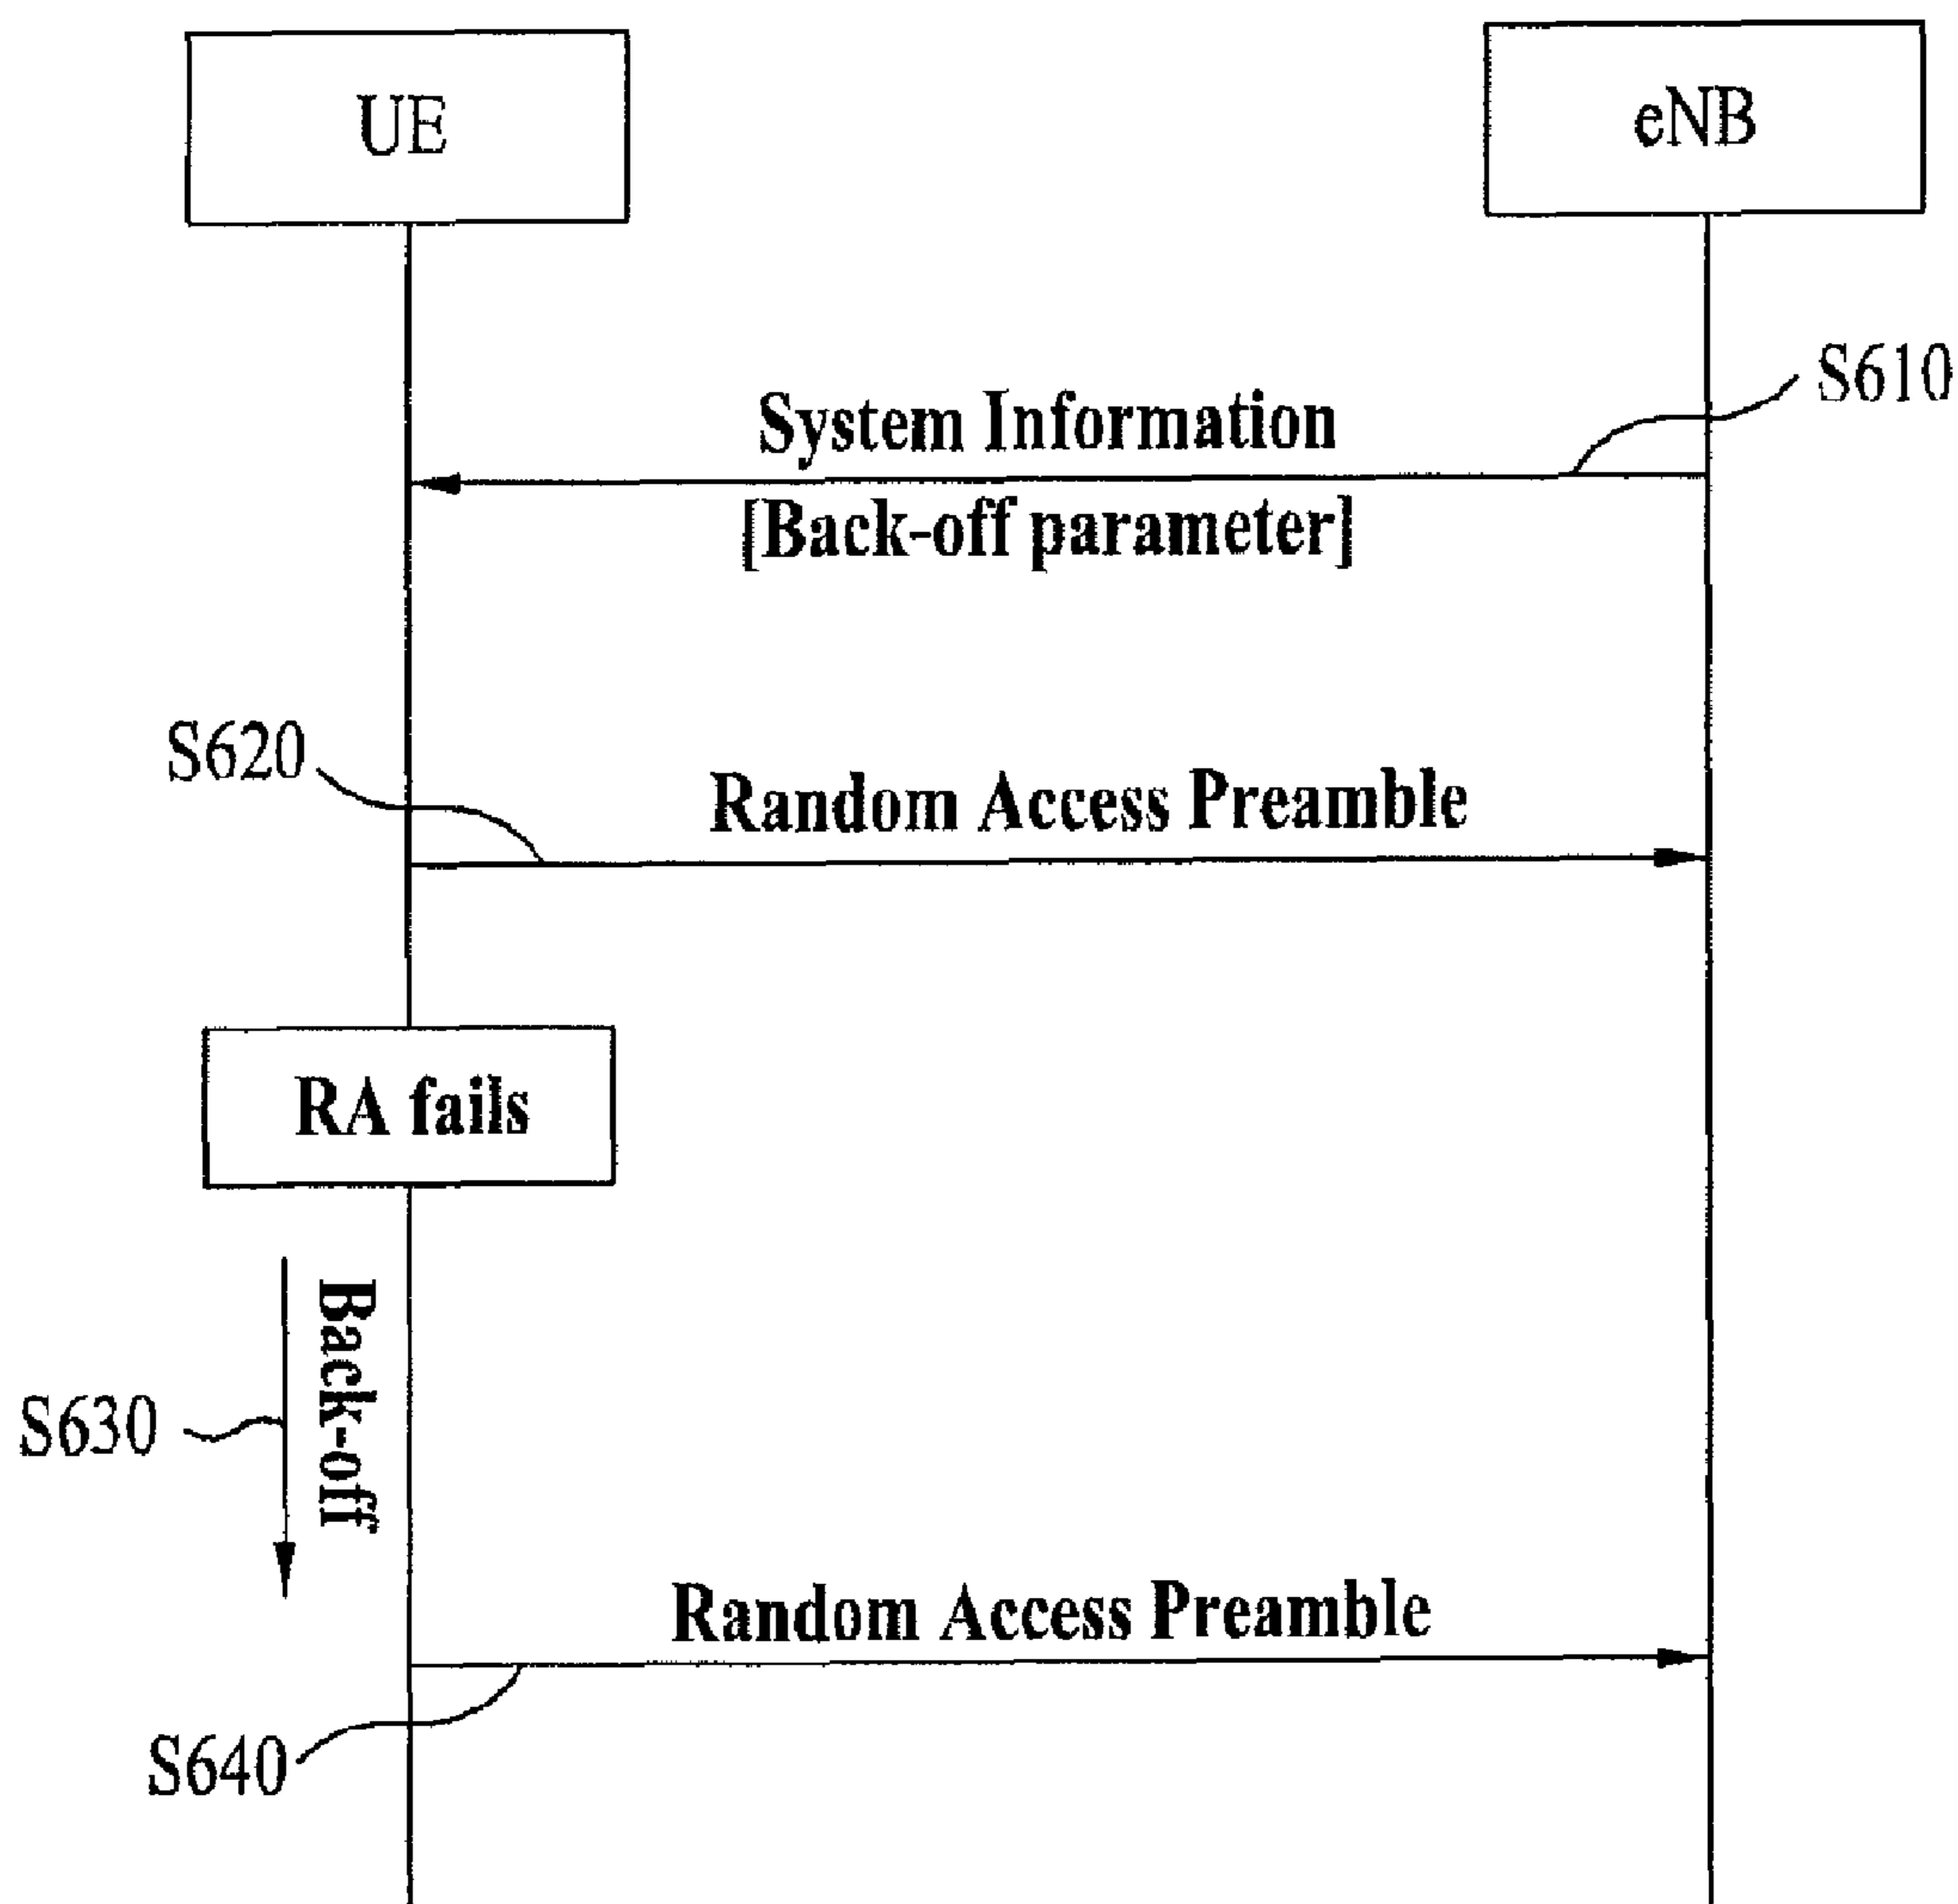 UE
eNB
S610
System Information
[Back-off parameter]
S620
Random Access Preamble
RA fails
Back-off
S630
Random Access Preamble
S640